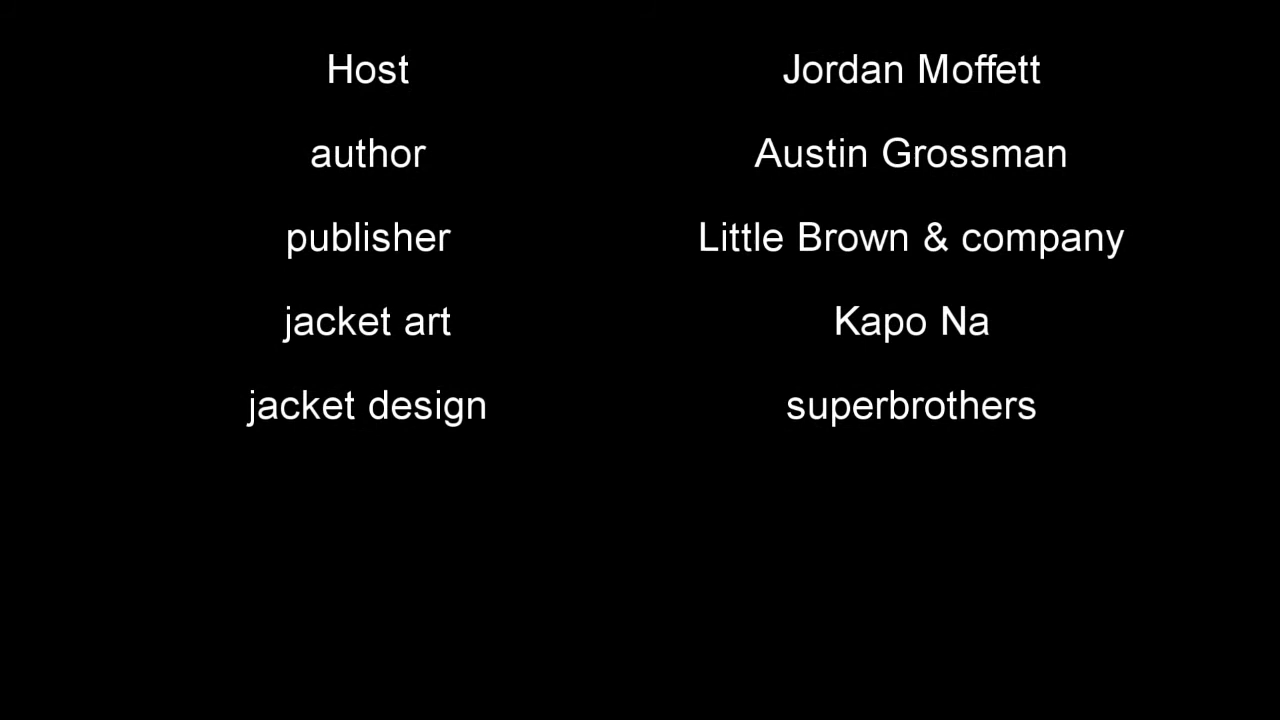 Host Jordan Moffett
author Austin Grossman
publisher Little Brown & company
jacket art Kapo Na
jacket design superbrothers